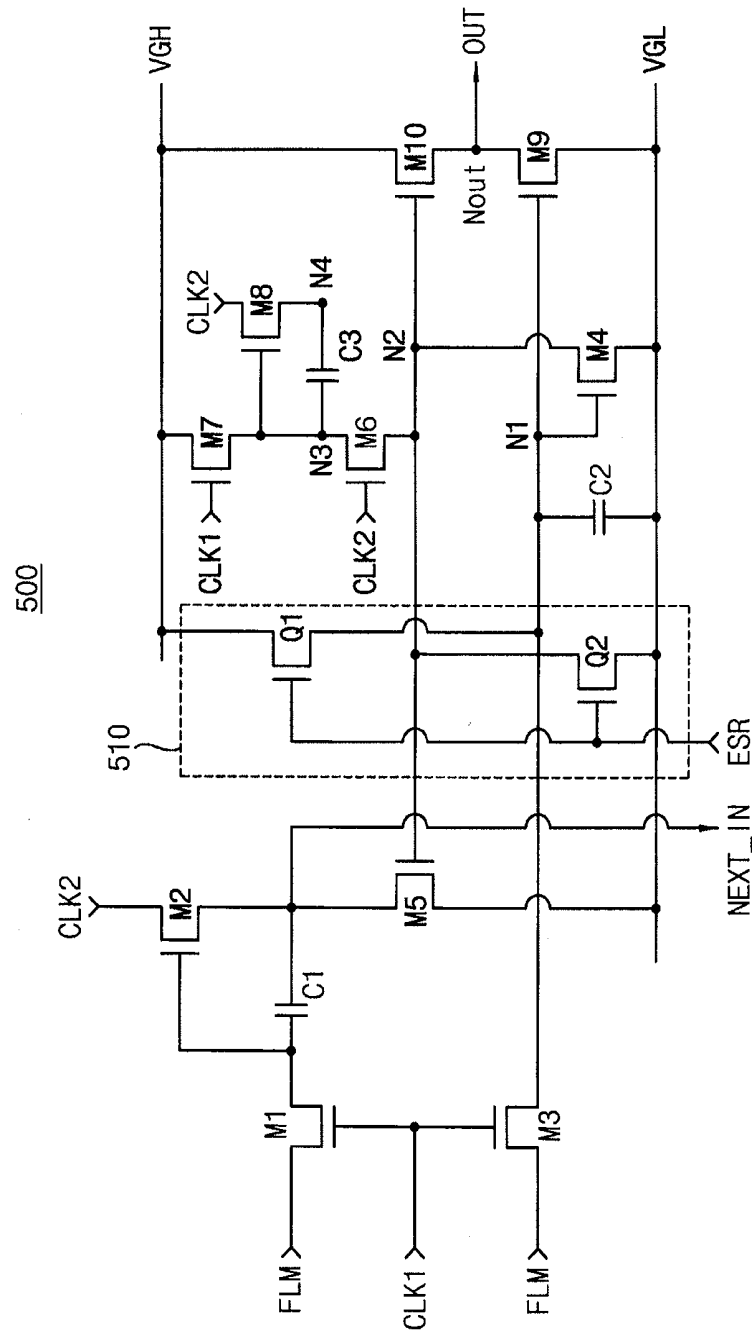 500
VGH
CLK2
M7
M8
CLK1
N4
N3
C3
M6
CLK2
M10
OUT
Nout
N2
M9
N1
M4
C2
VGL
510
Q1
Q2
ESR
CLK2
M2
C1
M5
NEXT_IN
M1
FLM
CLK1
M3
FLM